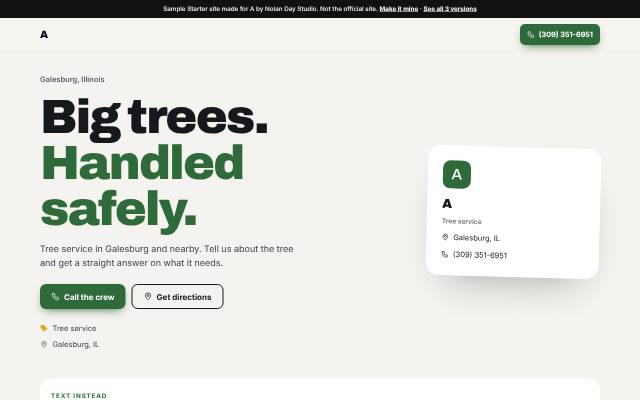 Sample Starter site made for A by Nolan Day Studio. Not the official site. Make it mine · See all 3 versions
A
(309) 351-6951
Galesburg, Illinois
Big trees.
Handled
safely.
Tree service in Galesburg and nearby. Tell us about the tree
and get a straight answer on what it needs.
Call the crew
Get directions
Tree service
Galesburg, IL
A
A
Tree service
Galesburg, IL
(309) 351-6951
TEXT INSTEAD